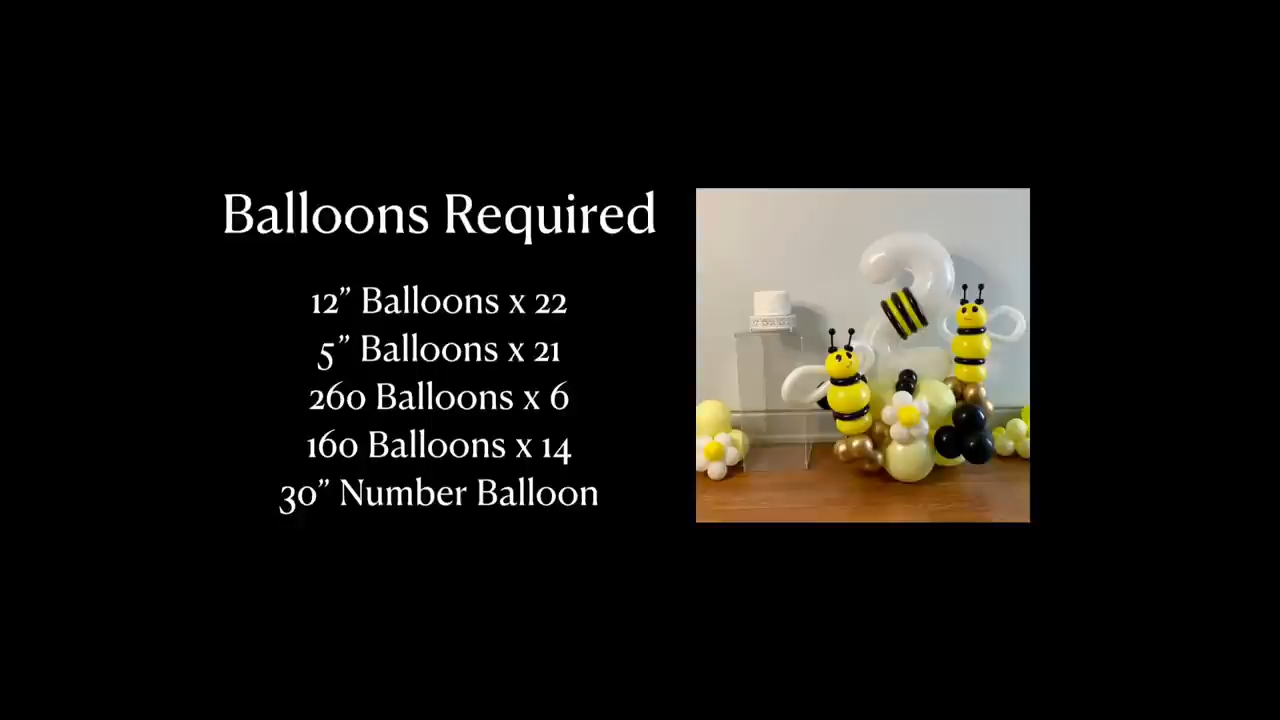 Balloons Required
12” Balloons x 22
5” Balloons x 21
260 Balloons x 6
160 Balloons x 14
30” Number Balloon